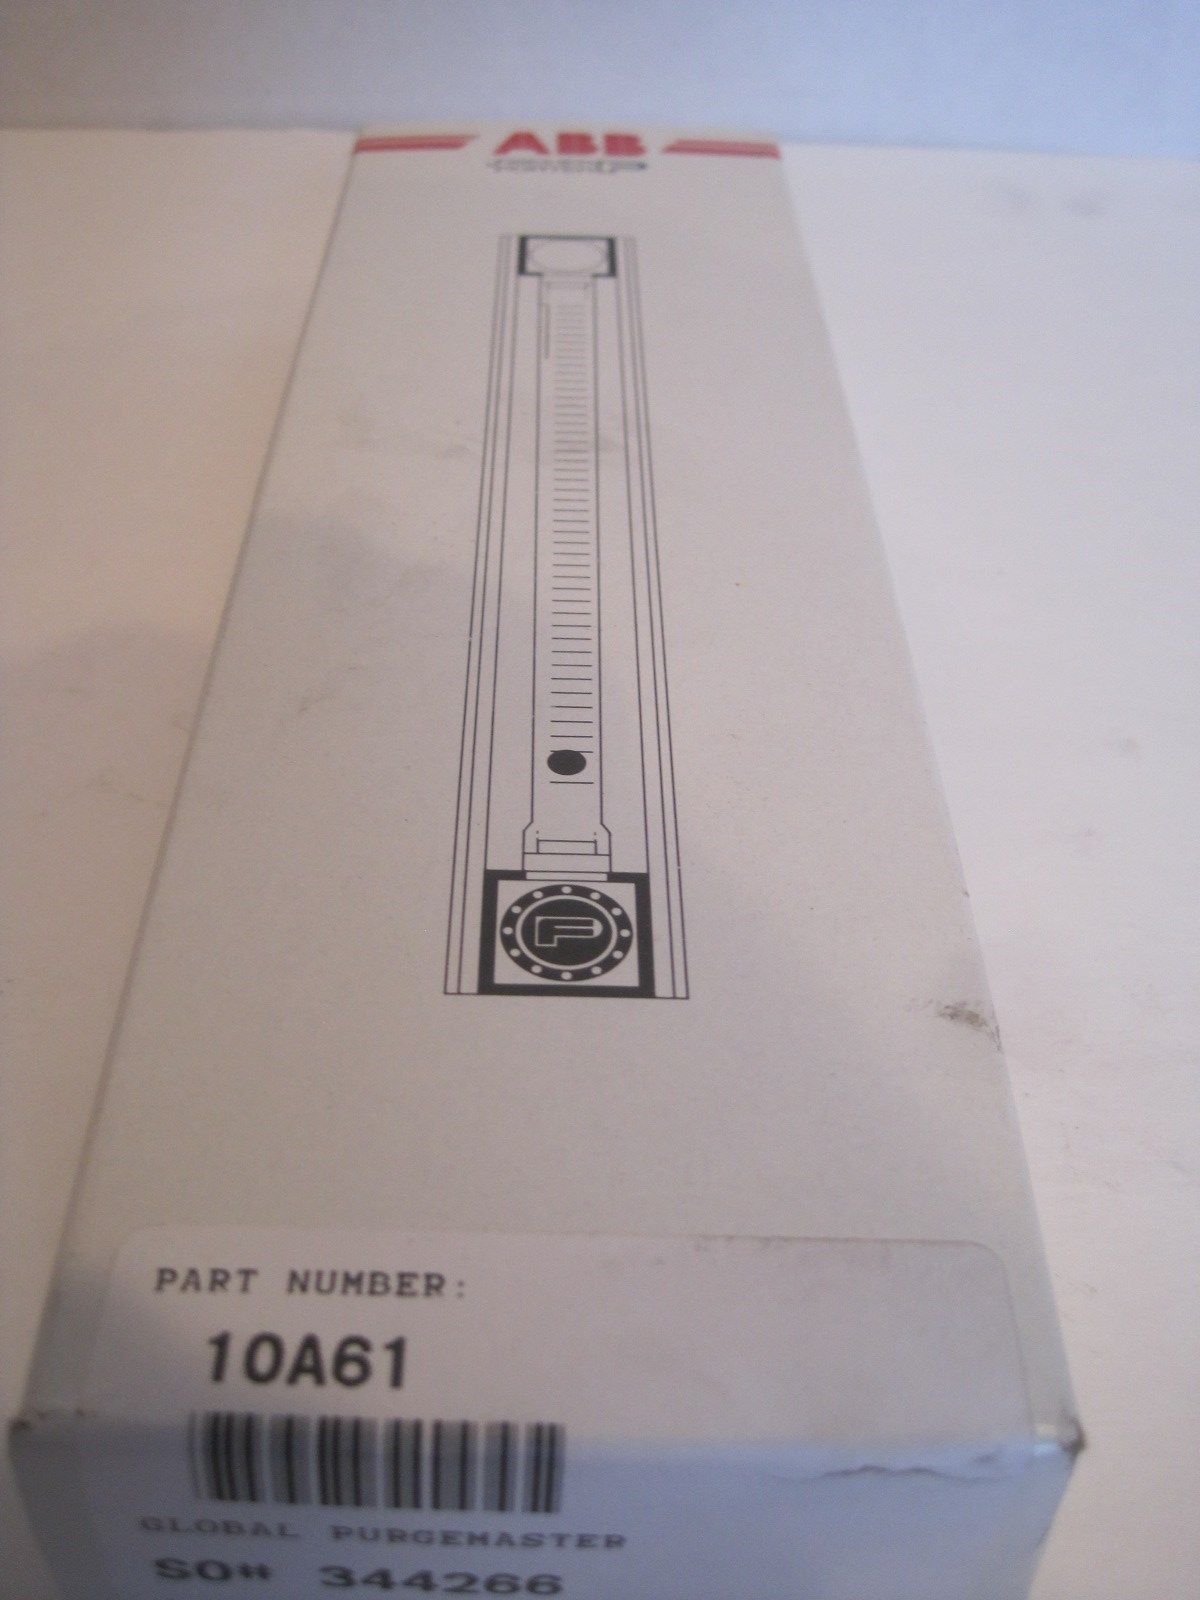 ABB
P
PART NUMBER:
10A61
GLOBAL PURGEMASTER
SO# 344266